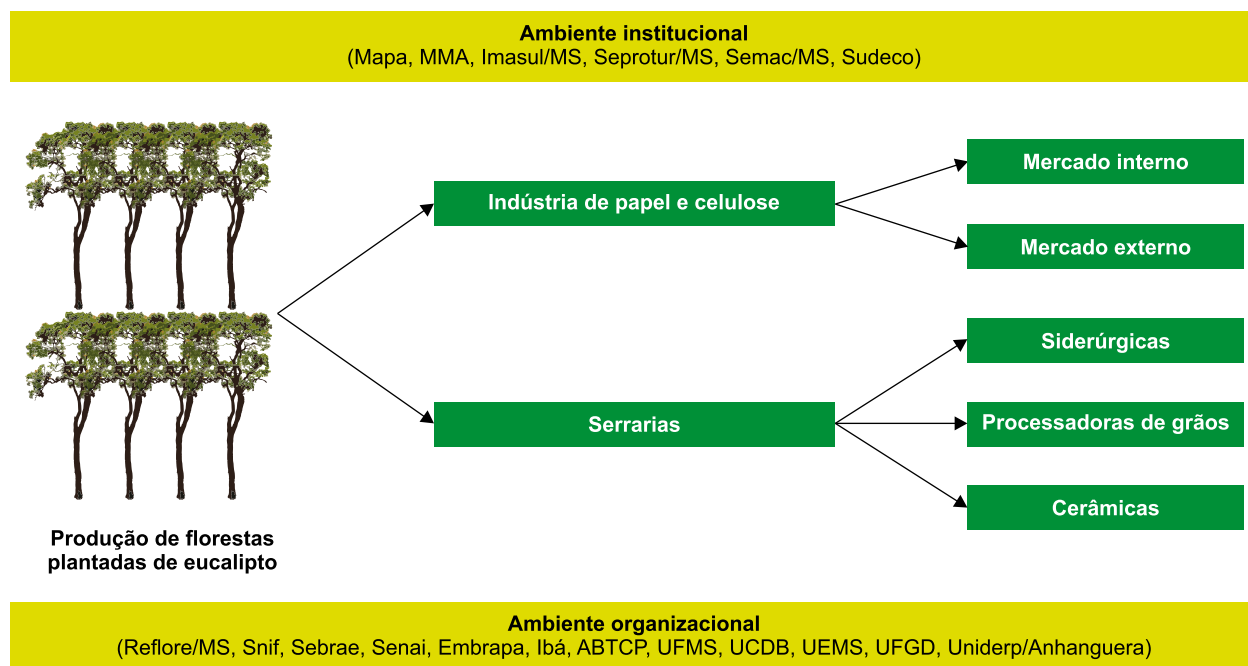 Ambiente institucional
(Mapa, MMA, Imasul/MS, Seprotur/MS, Semac/MS, Sudeco)
Mercado interno
Indústria de papel e celulose
Mercado externo
Siderúrgicas
Serrarias
Processadoras de grãos
Cerâmicas
Produção de florestas
plantadas de eucalipto
Ambiente organizacional
(Reflore/MS, Snif, Sebrae, Senai, Embrapa, Ibá, ABTCP, UFMS, UCDB, UEMS, UFGD, Uniderp/Anhanguera)